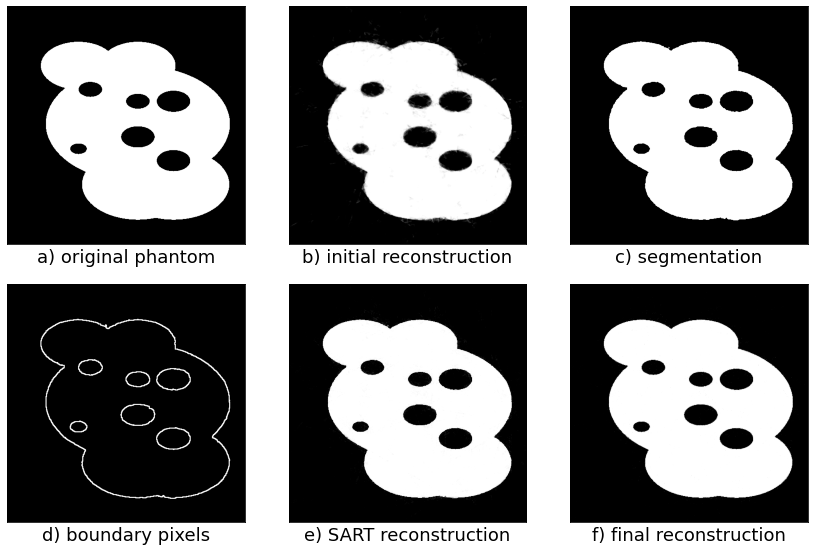 a) original phantom
b) initial reconstruction
c) segmentation
d) boundary pixels
e) SART reconstruction
f) final reconstruction